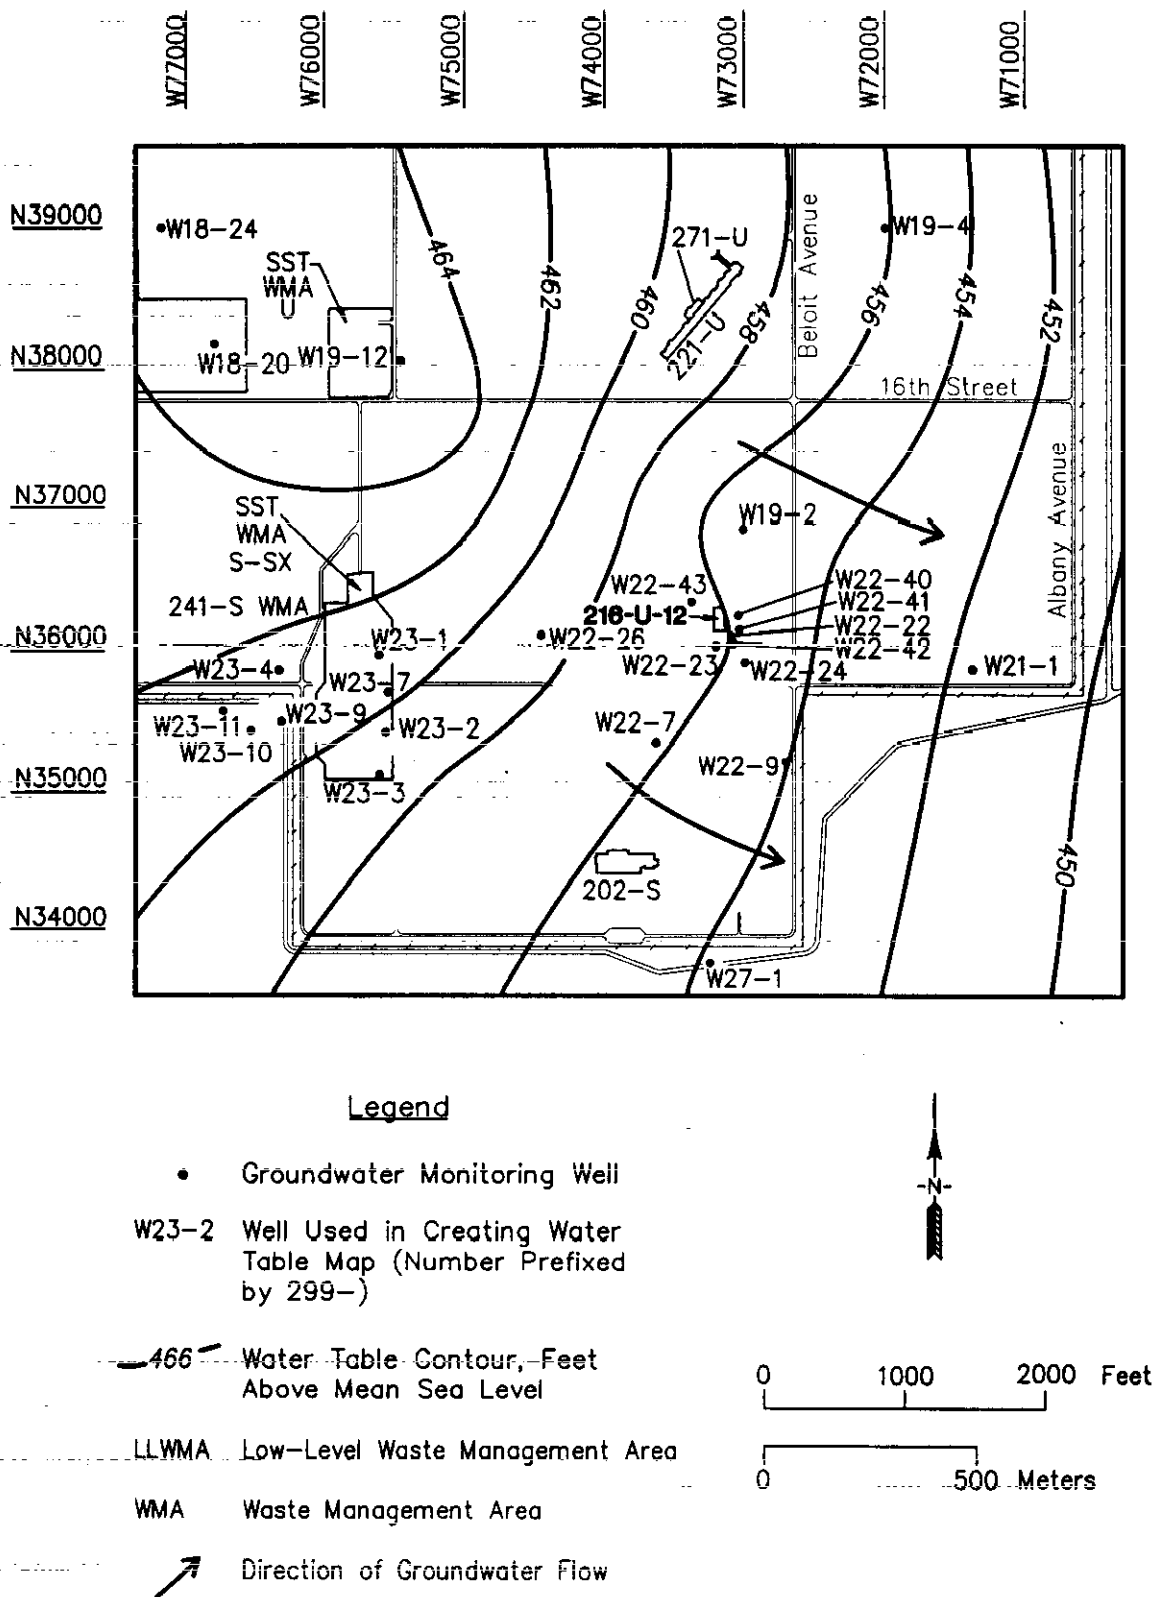 W77000
W76000
W75000
W74000
W73000
W72000
W71000
N39000
N38000
N37000
N36000
N35000
N34000
W18-24
271-U
Beloit Avenue
W19-4
SST
WMA
U
464
462
460
458
456
454
452
221-U
W18-20
W19-12
16th Street
Albany Avenue
SST
WMA
S-SX
W19-2
241-S WMA
W22-43
216-U-12
W22-40
W22-41
W22-22
W22-42
W23-1
W22-26
W22-23
W22-24
W21-1
W23-4
W23-7
W23-11
W23-9
W23-2
W22-7
W23-10
W22-9
W23-3
450
202-S
W27-1
Legend
Groundwater Monitoring Well
W23-2 Well Used in Creating Water
Table Map (Number Prefixed
by 299-)
466 Water Table Contour, Feet
Above Mean Sea Level
LLWMA Low-Level Waste Management Area
WMA Waste Management Area
Direction of Groundwater Flow
-N-
0 1000 2000 Feet
0 500 Meters